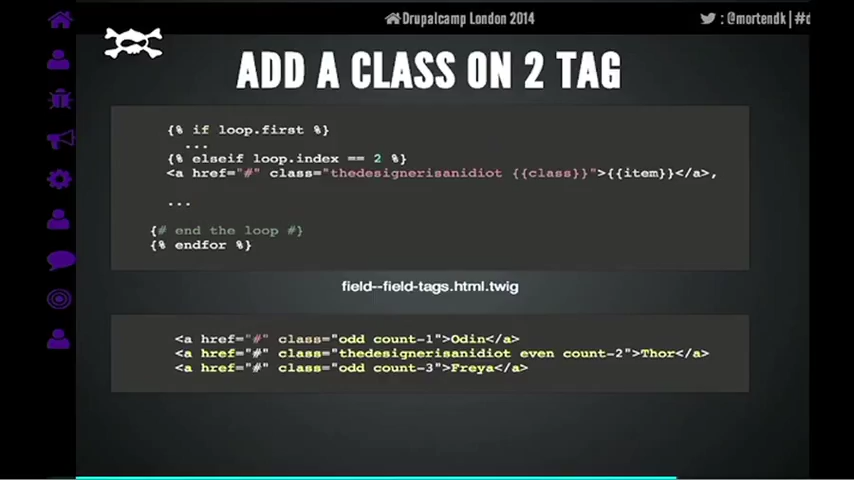 Drupalcamp London 2014
: @mortendk | #d
ADD A CLASS ON 2 TAG
{% if loop.first %}
...
{% elseif loop.index == 2 %}
<a href="#" class="thedesignerisanidiot {{class}}">{{item}}</a>,
...
{# end the loop #}
{% endfor %}
field--field-tags.html.twig
<a href="#" class="odd count-1">Odin</a>
<a href="#" class="thedesignerisanidiot even count-2">Thor</a>
<a href="#" class="odd count-3">Freya</a>